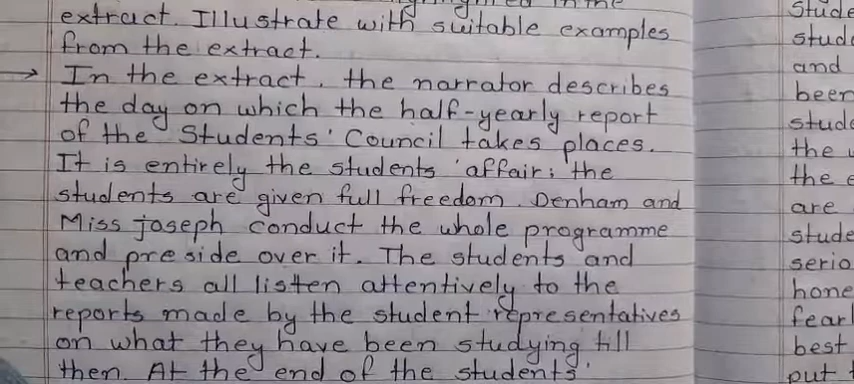 extract. Illustrate with suitable examples
from the extract.
→ In the extract, the narrator describes
the day on which the half-yearly report
of the Students' Council takes places.
It is entirely the students 'affair; the
students are given full freedom. Denham and
Miss joseph conduct the whole programme
and preside over it. The students and
teachers all listten attentively to the
reports made by the student representatives
on what they have been studying till
then. At the end of the students'
Stude
stude
and
been
stude
the
the
are
stude
serio
hone
fearl
best
put